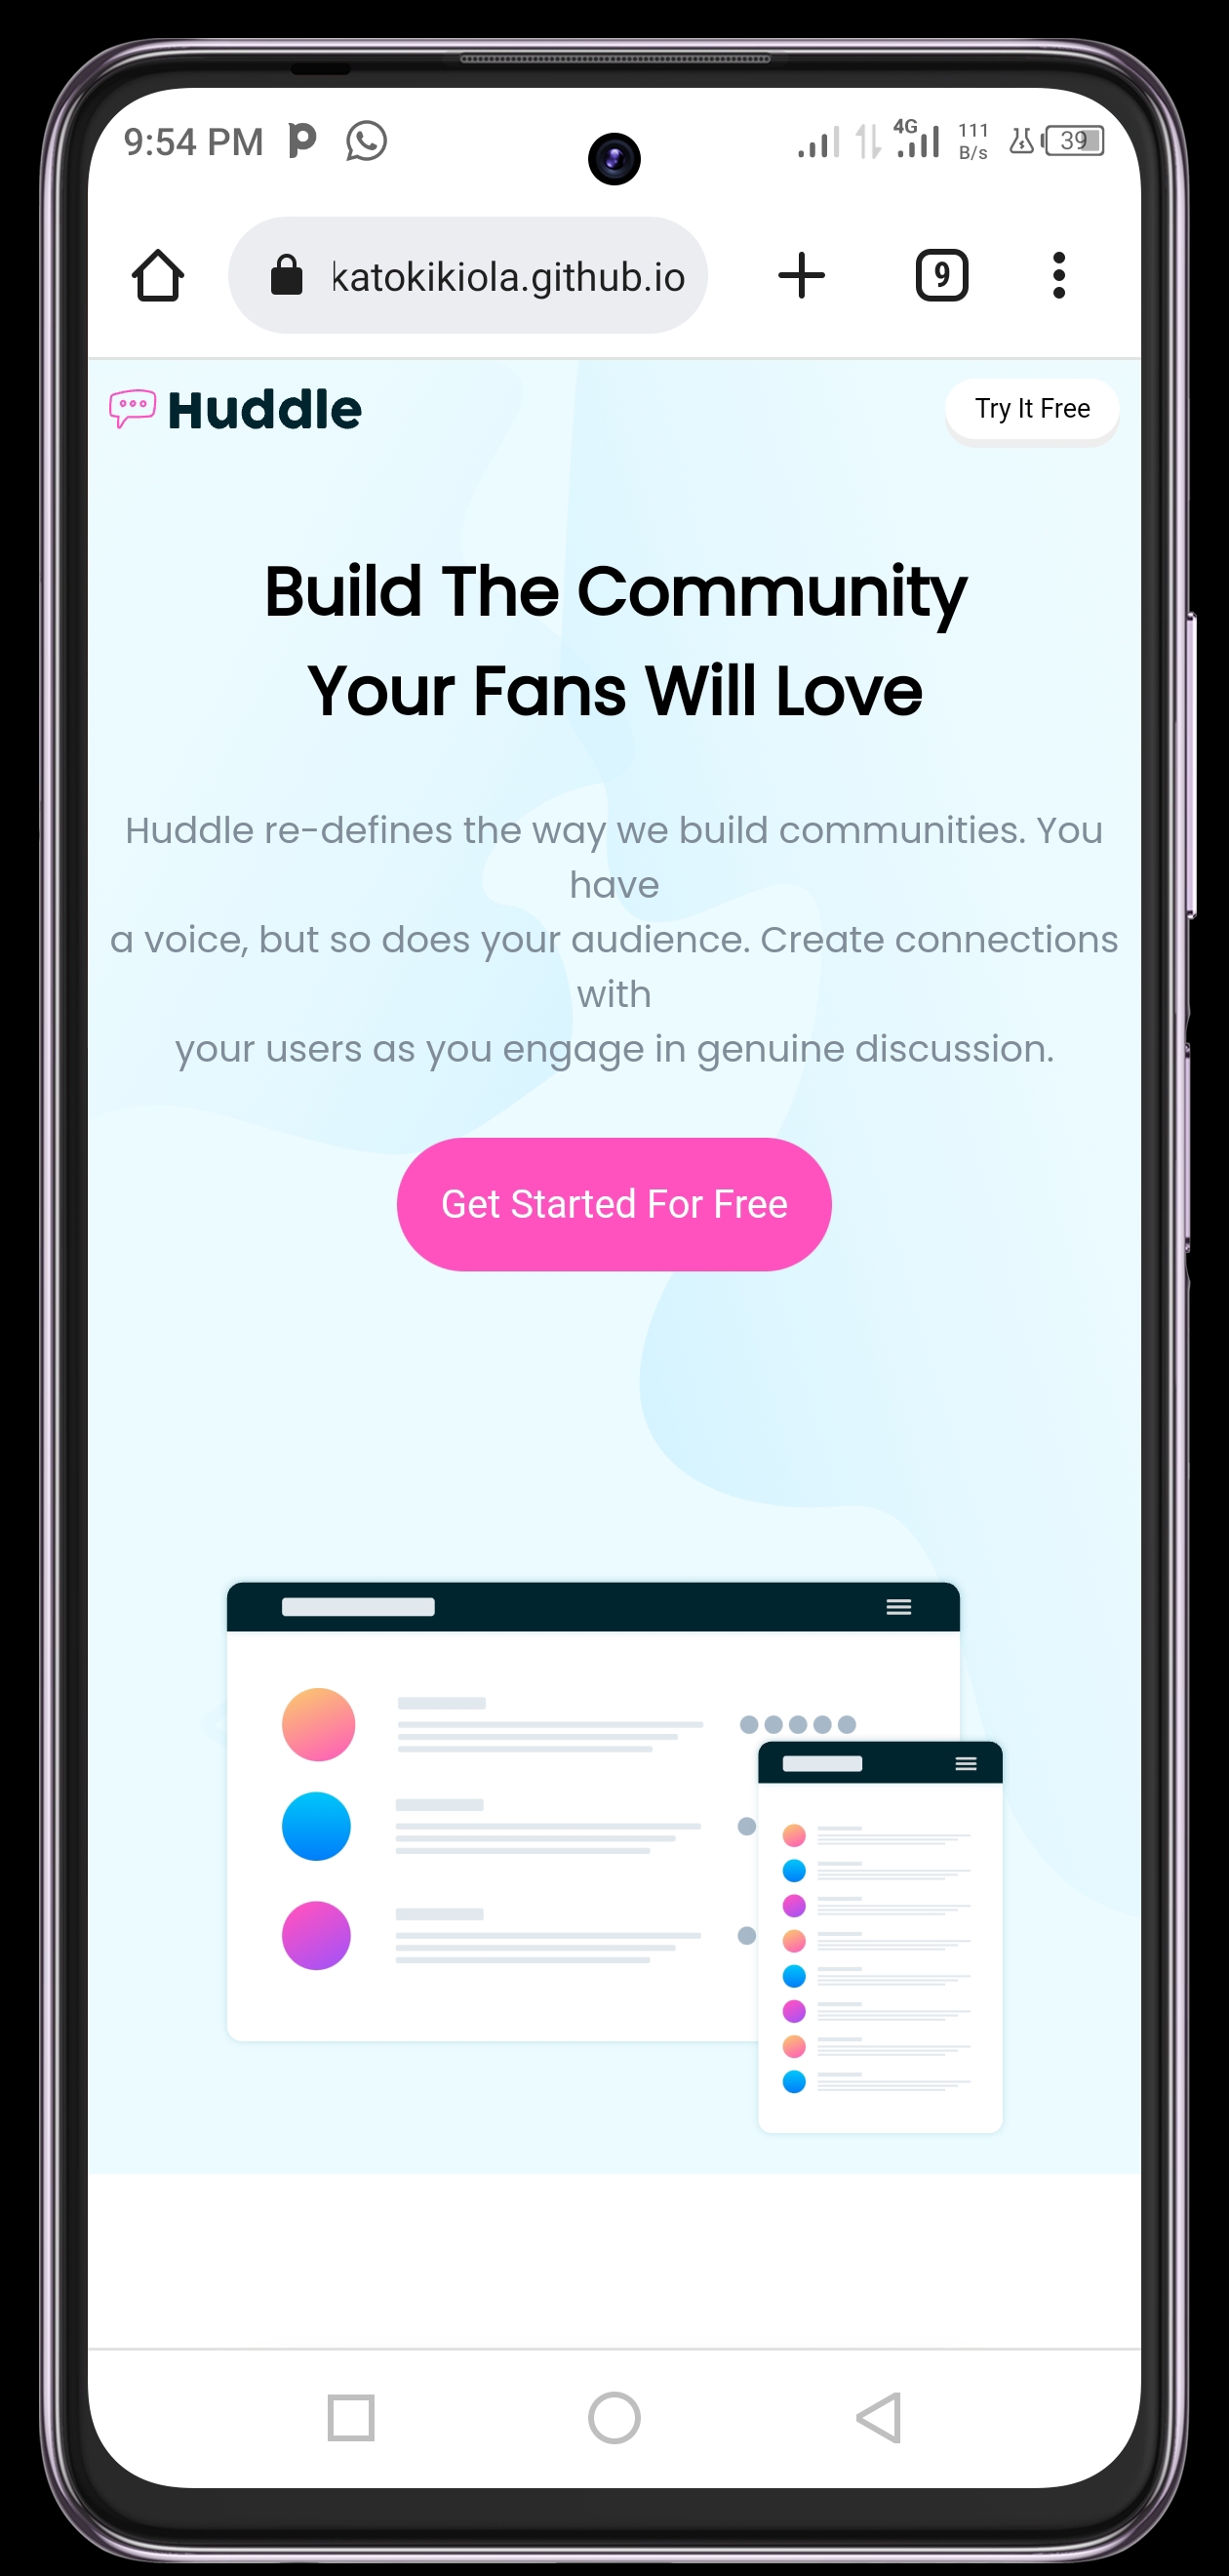 9:54 PM
4G
111
B/s
39
katokikiola.github.io
9
Huddle
Try It Free
Build The Community
Your Fans Will Love
Huddle re-defines the way we build communities. You
have
a voice, but so does your audience. Create connections
with
your users as you engage in genuine discussion.
Get Started For Free